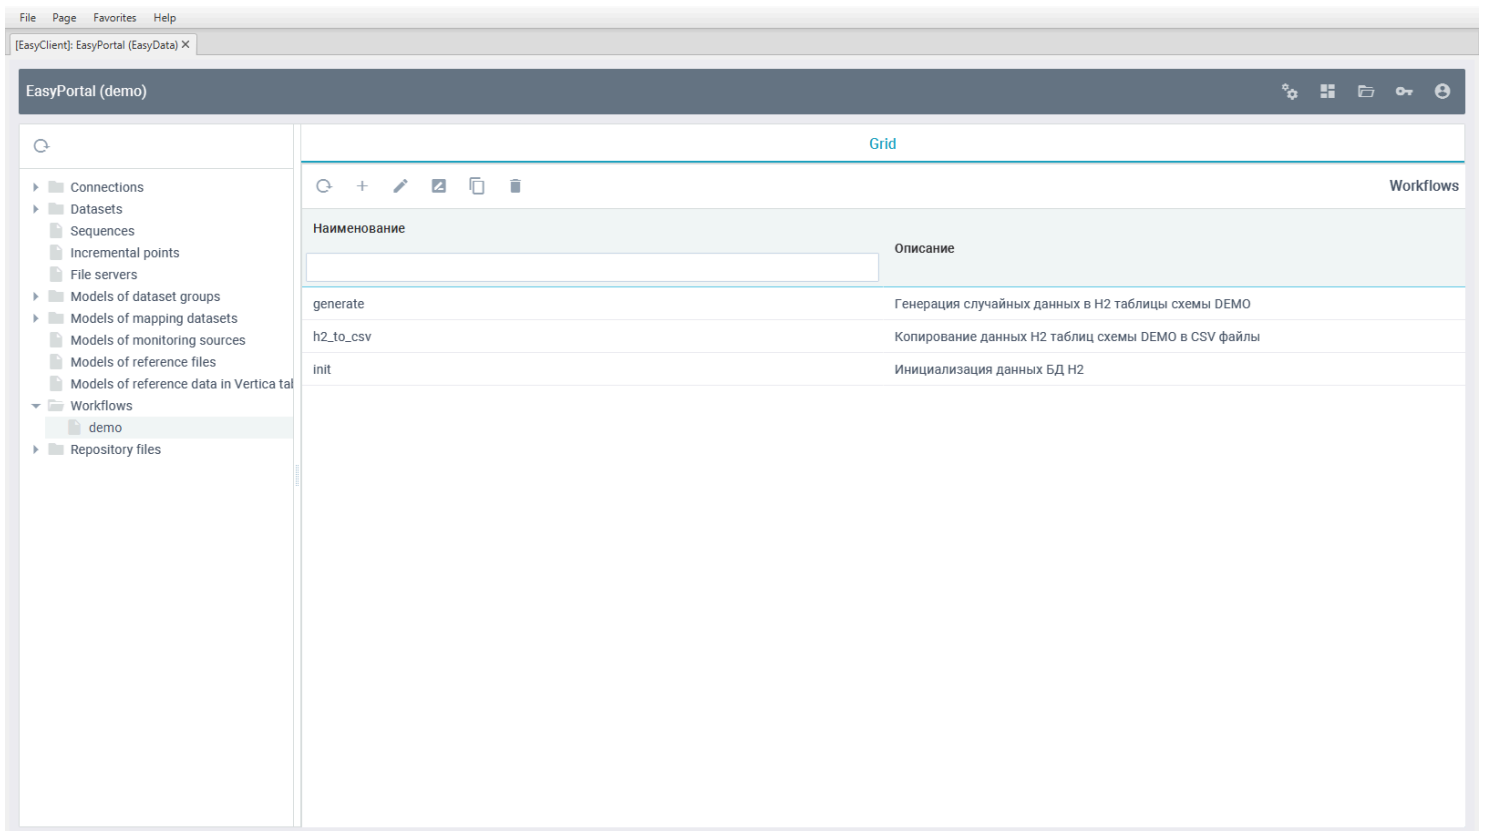 File Page Favorites Help
[EasyClient]: EasyPortal (EasyData)
EasyPortal (demo)
Grid
Connections
Datasets
Sequences
Incremental points
File servers
Models of dataset groups
Models of mapping datasets
Models of monitoring sources
Models of reference files
Models of reference data in Vertica tal
Workflows
demo
Repository files
Workflows
Наименование
Описание
generate Генерация случайных данных в H2 таблицы схемы DEMO
h2_to_csv Копирование данных H2 таблиц схемы DEMO в CSV файлы
init Инициализация данных БД H2